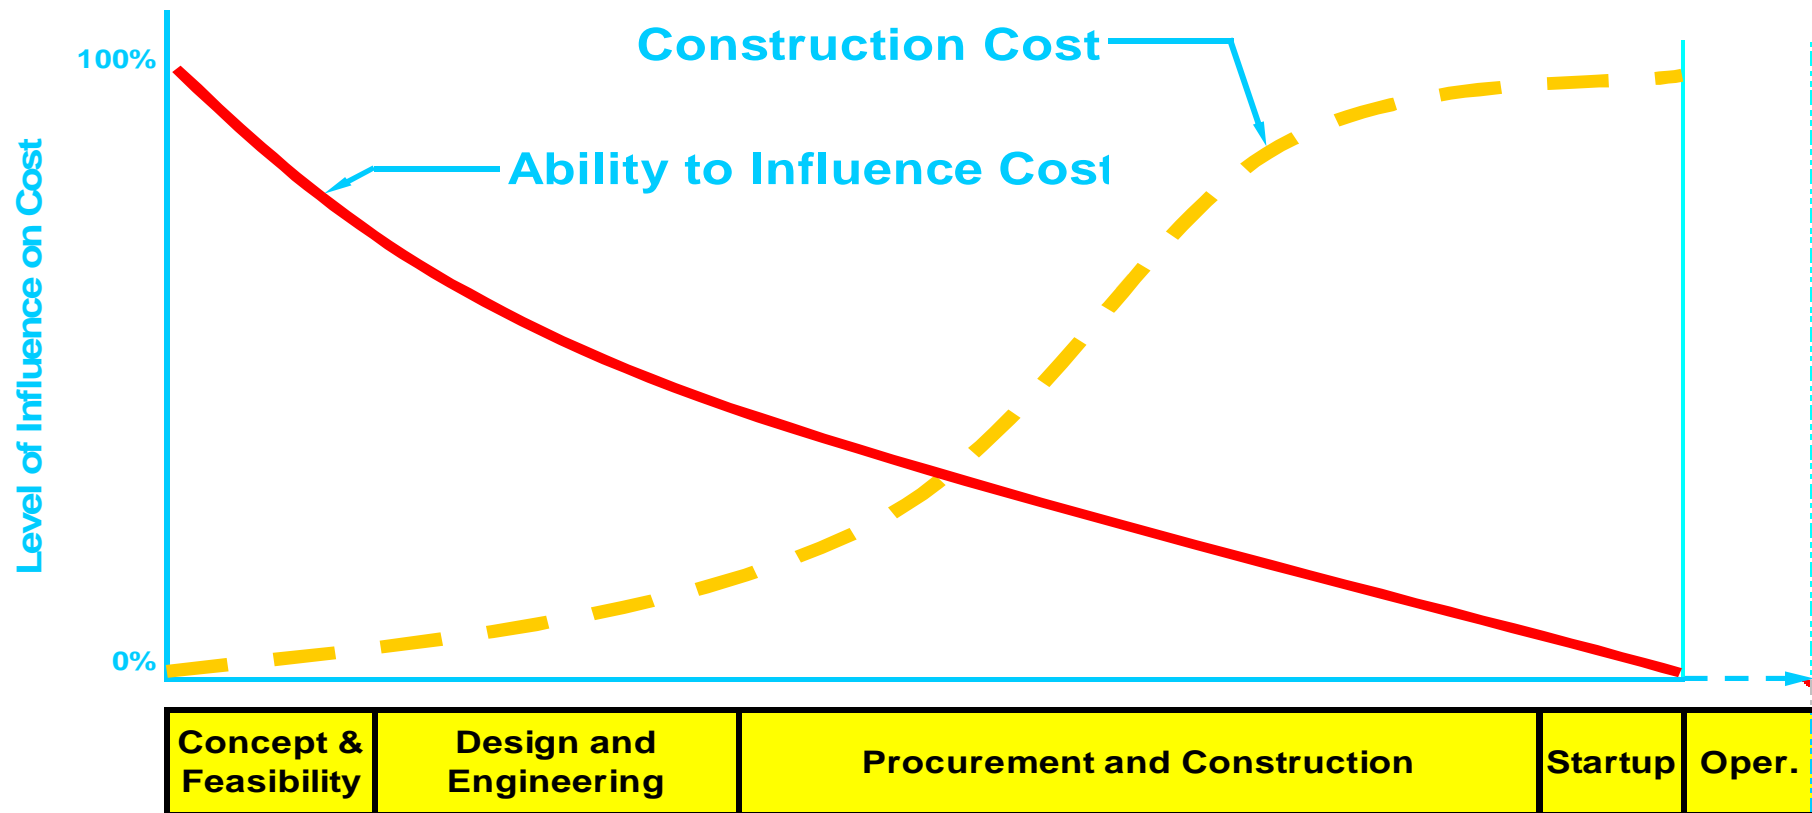 Construction Cost
100%
Ability to Influence Cost
Level of Influence on Cost
0%
Concept &
Feasibility
Design and
Engineering
Procurement and Construction
Startup
Oper.